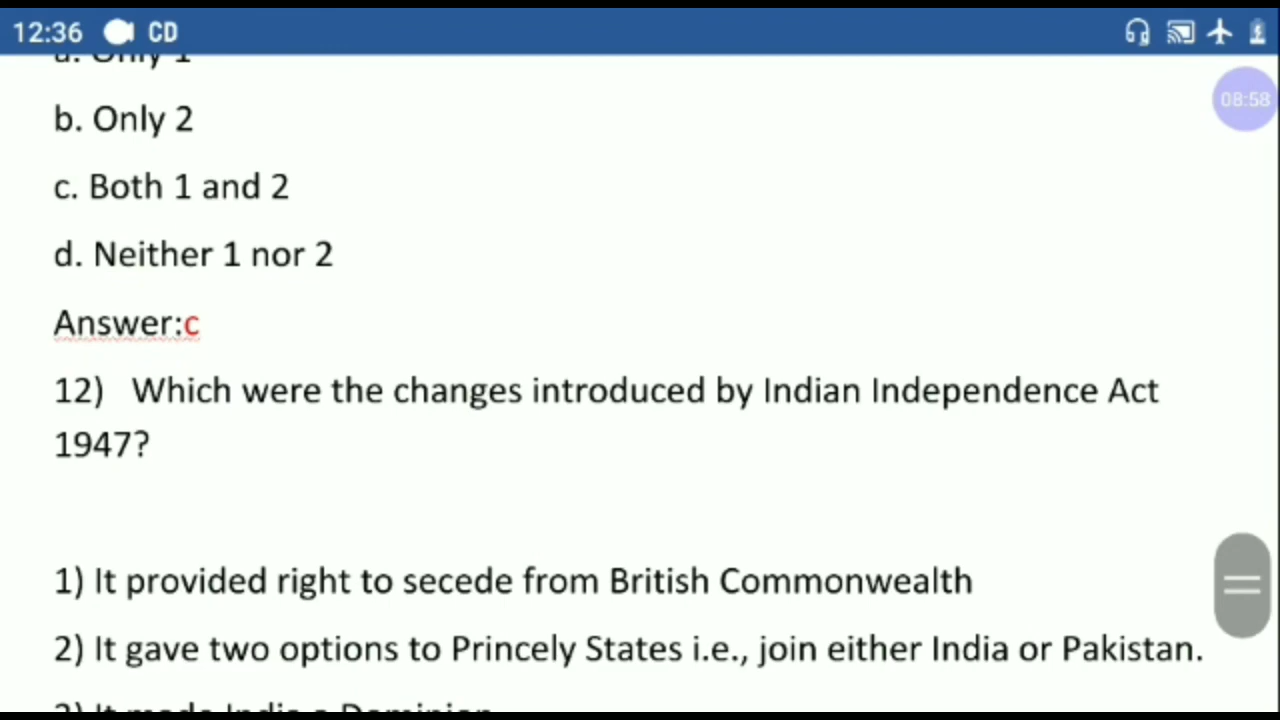 12:36 CD
08:58
b. Only 2
c. Both 1 and 2
d. Neither 1 nor 2
Answer:c
12) Which were the changes introduced by Indian Independence Act
1947?
1) It provided right to secede from British Commonwealth
2) It gave two options to Princely States i.e., join either India or Pakistan.